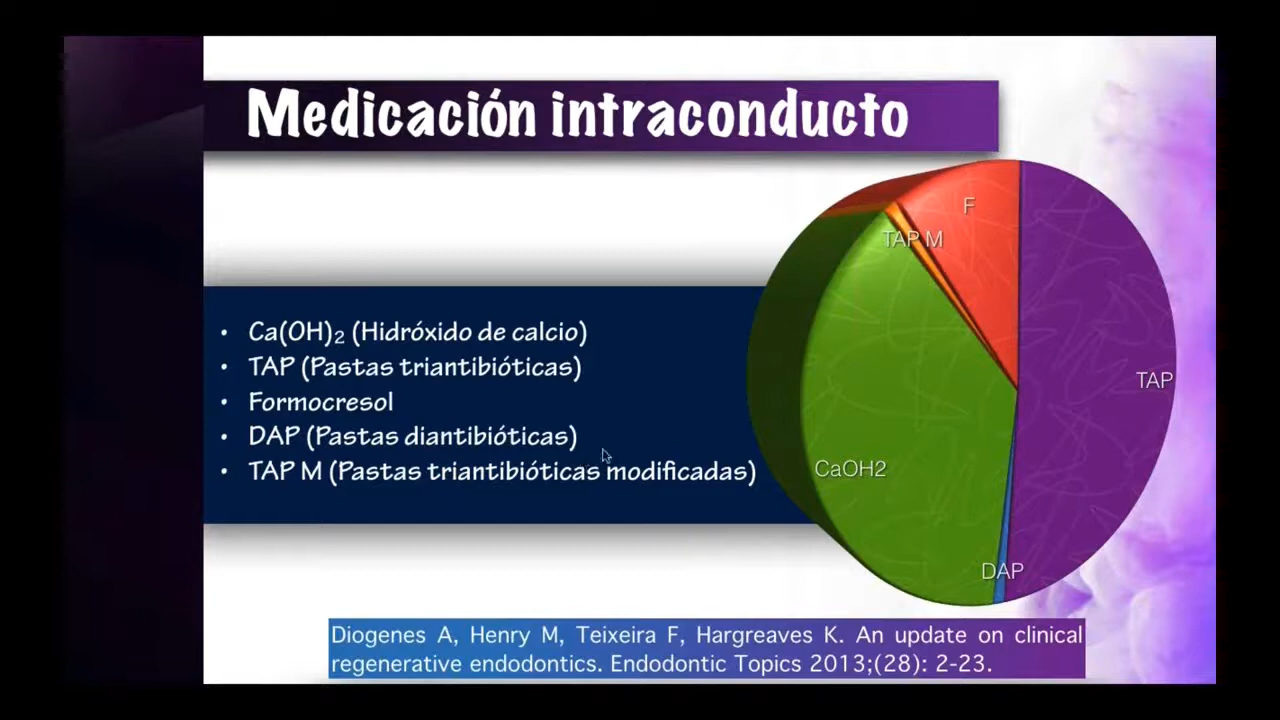 Medicación intraconducto
• Ca(OH)₂ (Hidróxido de calcio)
• TAP (Pastas triantibióticas)
• Formocresol
• DAP (Pastas diantibióticas)
• TAP M (Pastas triantibióticas modificadas)
F
TAP M
TAP
CaOH2
DAP
Diogenes A, Henry M, Teixeira F, Hargreaves K. An update on clinical
regenerative endodontics. Endodontic Topics 2013;(28): 2-23.